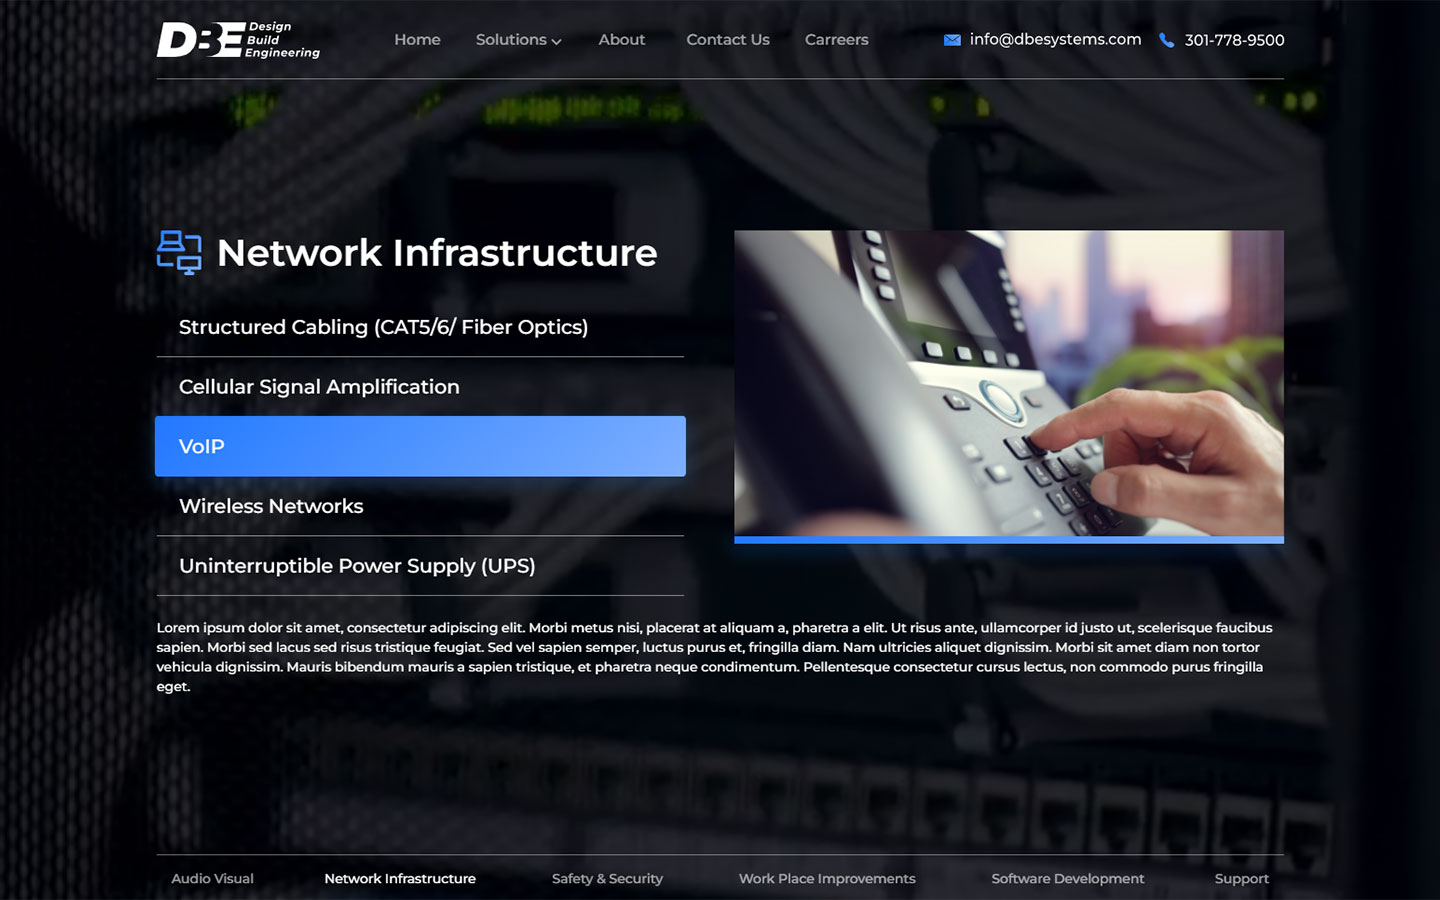 DBE Design
Build
Engineering
Home Solutions About Contact Us Carreers info@dbesystems.com 301-778-9500
Network Infrastructure
Structured Cabling (CAT5/6/ Fiber Optics)
Cellular Signal Amplification
VoIP
Wireless Networks
Uninterruptible Power Supply (UPS)
Lorem ipsum dolor sit amet, consectetur adipiscing elit. Morbi metus nisi, placerat at aliquam a, pharetra a elit. Ut risus ante, ullamcorper id justo ut, scelerisque faucibus
sapien. Morbi sed lacus sed risus tristique feugiat. Sed vel sapien semper, luctus purus et, fringilla diam. Nam ultricies aliquet dignissim. Morbi sit amet diam non tortor
vehicula dignissim. Mauris bibendum mauris a sapien tristique, et pharetra neque condimentum. Pellentesque consectetur cursus lectus, non commodo purus fringilla
eget.
Audio Visual Network Infrastructure Safety & Security Work Place Improvements Software Development Support